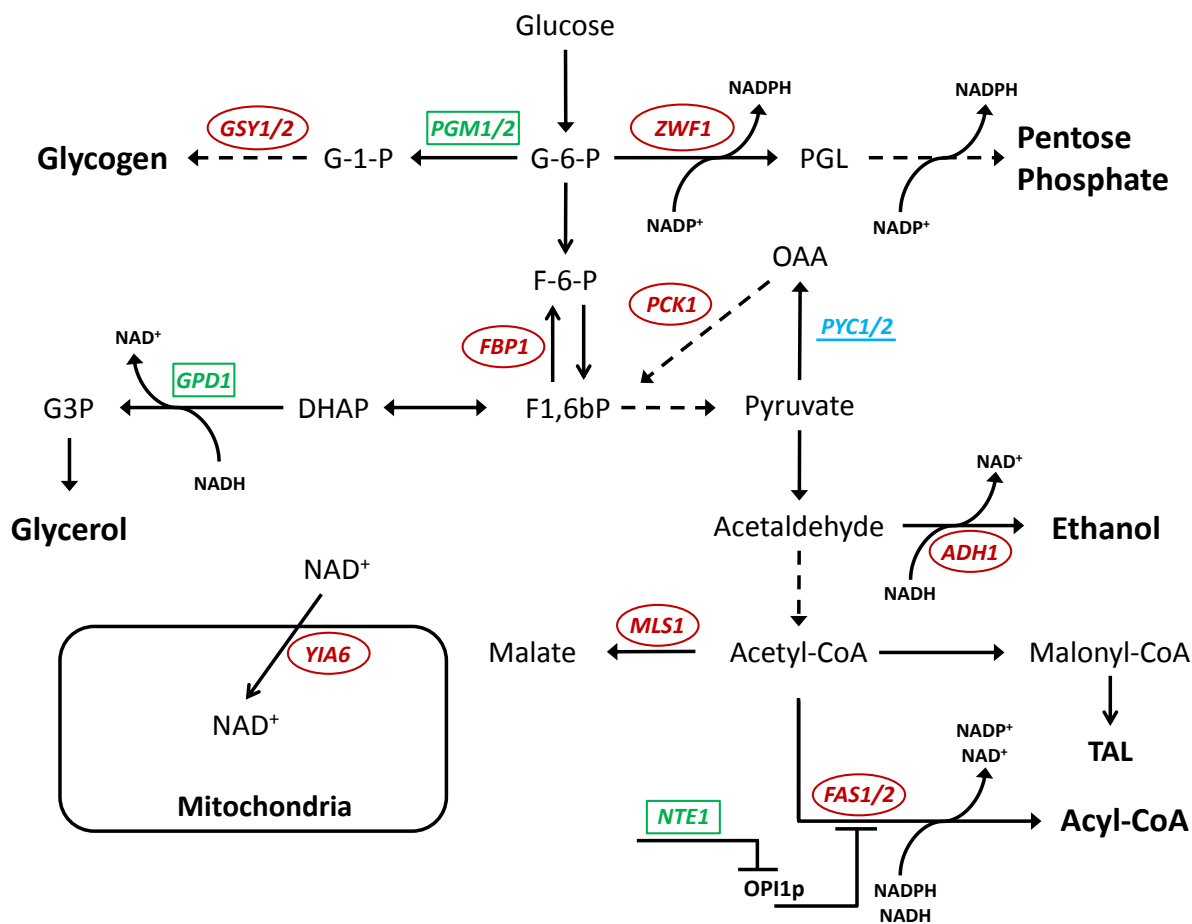 Glucose
NADPH
NADPH
GSY1/2
PGM1/2
ZWF1
Glycogen
G-1-P
G-6-P
PGL
Pentose
Phosphate
NADP⁺
NADP⁺
OAA
F-6-P
PCK1
NAD⁺
FBP1
PYC1/2
GPD1
G3P
DHAP
F1,6bP
Pyruvate
NADH
NAD⁺
Glycerol
Acetaldehyde
Ethanol
ADH1
NAD⁺
NADH
YIA6
MLS1
Malate
Acetyl-CoA
Malonyl-CoA
NAD⁺
NADP⁺
NAD⁺
TAL
Mitochondria
FAS1/2
NTE1
Acyl-CoA
OPI1p
NADPH
NADH